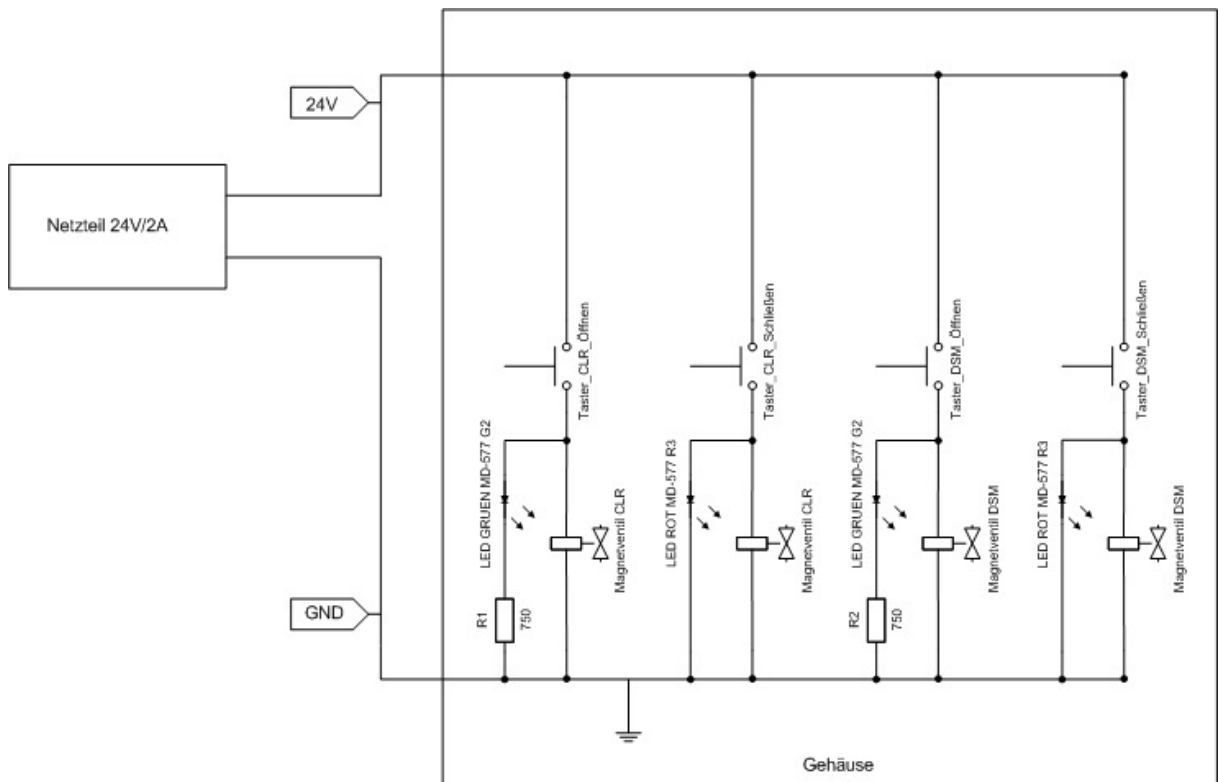 24V
Netzteil 24V/2A
GND
Taster_CLR_Öffnen
Taster_CLR_Schließen
Taster_DSM_Öffnen
Taster_DSM_Schließen
LED GRUEN MD-577 G2
Magnetventil CLR
LED ROT MD-577 R3
Magnetventil CLR
LED GRUEN MD-577 G2
Magnetventil DSM
LED ROT MD-577 R3
Magnetventil DSM
R1
750
R2
750
Gehäuse